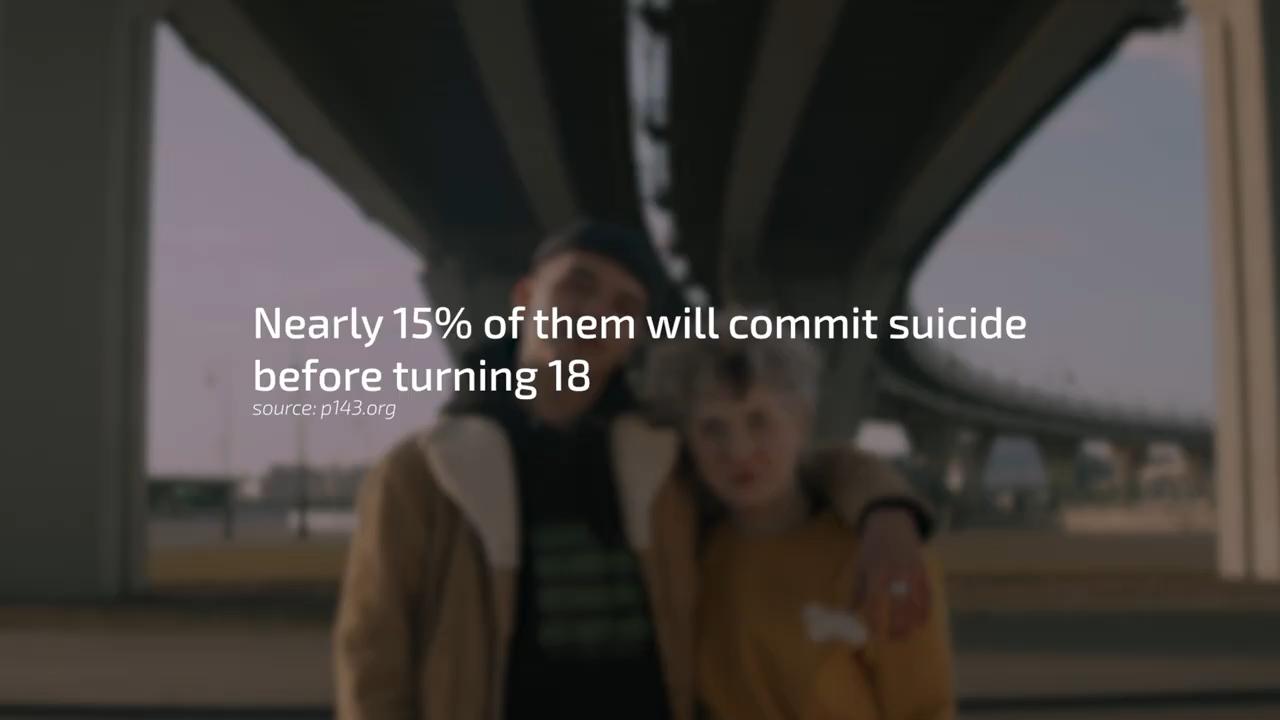 Nearly 15% of them will commit suicide
before turning 18
source: p143.org